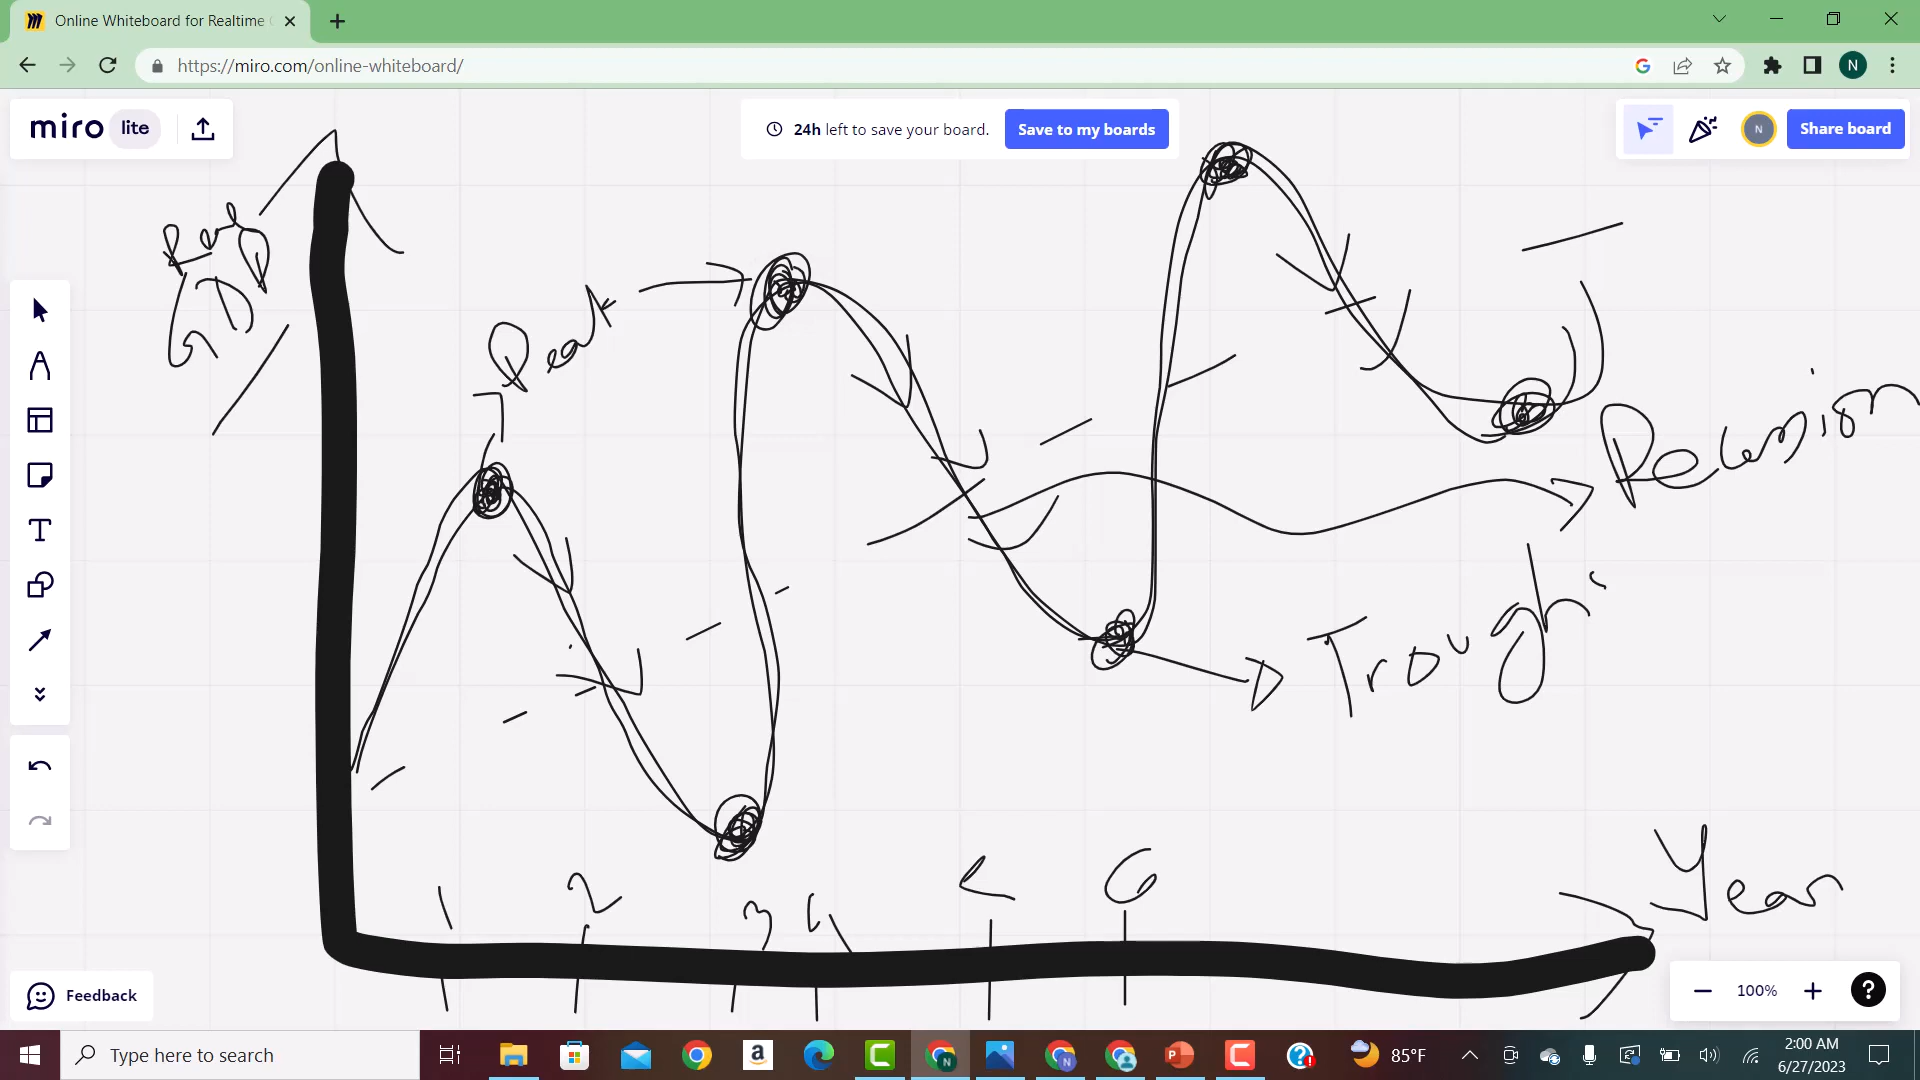 Online Whiteboard for Realtime
https://miro.com/online-whiteboard/
N
miro lite
24h left to save your board.
Save to my boards
N
Share board
Real
GDP
Peak
Recession
Trough
Year
1 2 3 4 5 6
Feedback
100%
?
Type here to search
85°F
2:00 AM
6/27/2023